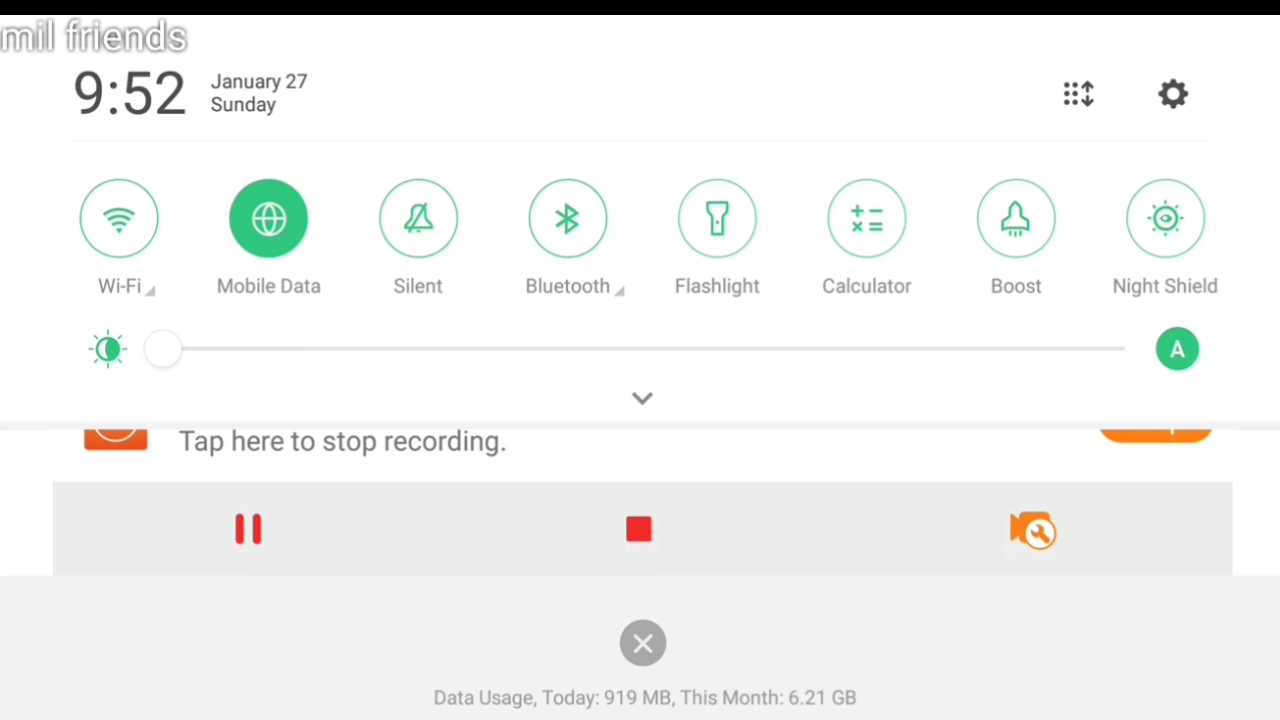 mil friends
9:52
January 27
Sunday
Wi-Fi
Mobile Data
Silent
Bluetooth
Flashlight
Calculator
Boost
Night Shield
A
Tap here to stop recording.
Data Usage, Today: 919 MB, This Month: 6.21 GB